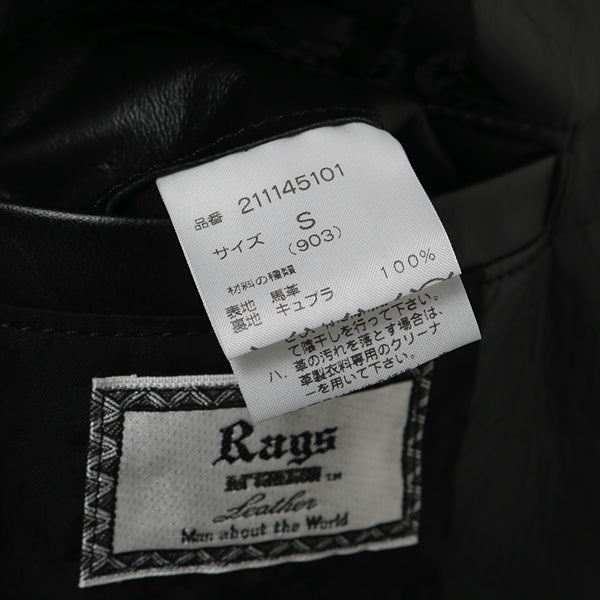 品番 211145101
サイズ S
(903)
材料の種類
表地 馬革 100%
裏地 キュプラ
て陰干しを行って下さい。
ハ. 革の汚れを落とす場合は、
革製衣料専用のクリーナ
ーを用いて下さい。
Rags
McGREGOR™
Leather
Man about the World